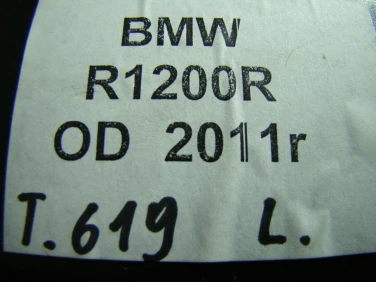 BMW
R1200R
OD 2011r
T.619 L.